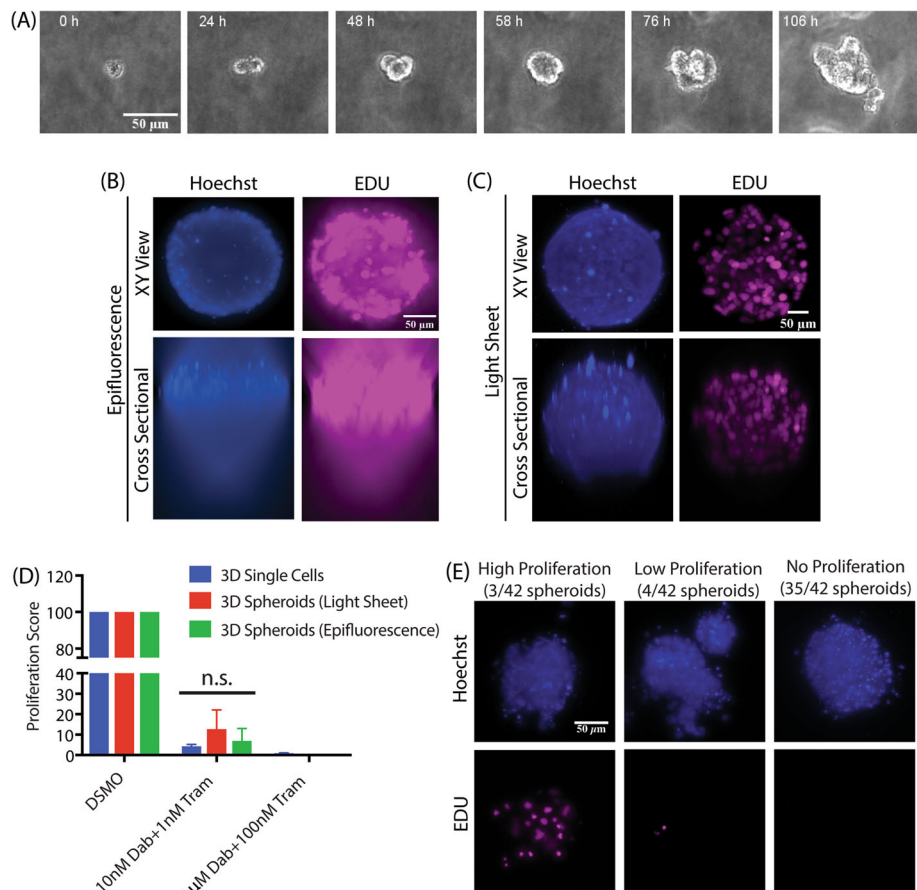 (A)
0 h
24 h
48 h
58 h
76 h
106 h
50 µm
(B)
Hoechst
EDU
Epifluorescence
XY View
50 µm
Cross Sectional
(C)
Hoechst
EDU
Light Sheet
XY View
50 µm
Cross Sectional
(D)
Proliferation Score
120
100
80
40
30
20
10
0
3D Single Cells
3D Spheroids (Light Sheet)
3D Spheroids (Epifluorescence)
n.s.
DSMO
10nM Dab+1nM Tram
µM Dab+100nM Tram
(E)
High Proliferation
(3/42 spheroids)
Low Proliferation
(4/42 spheroids)
No Proliferation
(35/42 spheroids)
Hoechst
50 µm
EDU